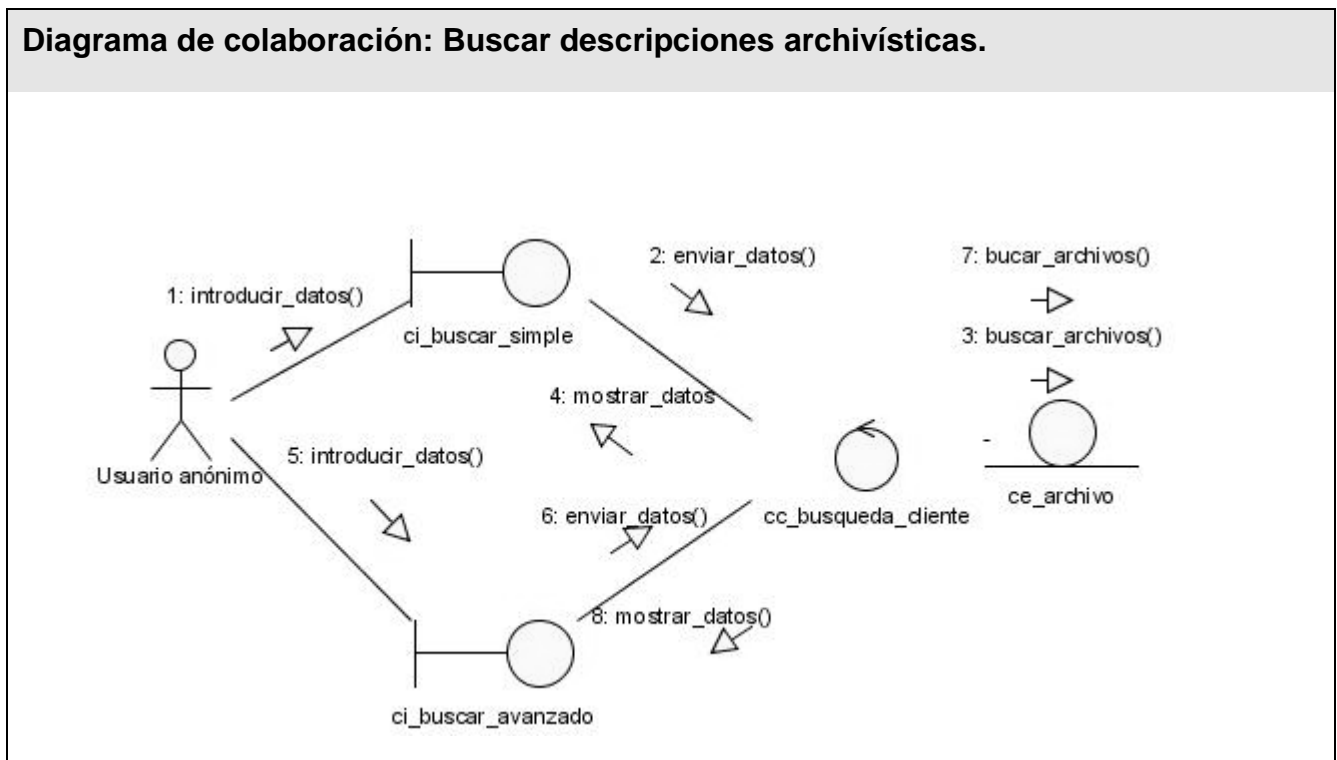 Diagrama de colaboración: Buscar descripciones archivísticas.
2: enviar_datos()
7: bucar_archivos()
1: introducir_datos()
ci_buscar_simple
3: buscar_archivos()
4: mostrar_datos
Usuario anónimo
5: introducir_datos()
-
6: enviar_datos()
cc_busqueda_cliente
ce_archivo
8: mostrar_datos()
ci_buscar_avanzado